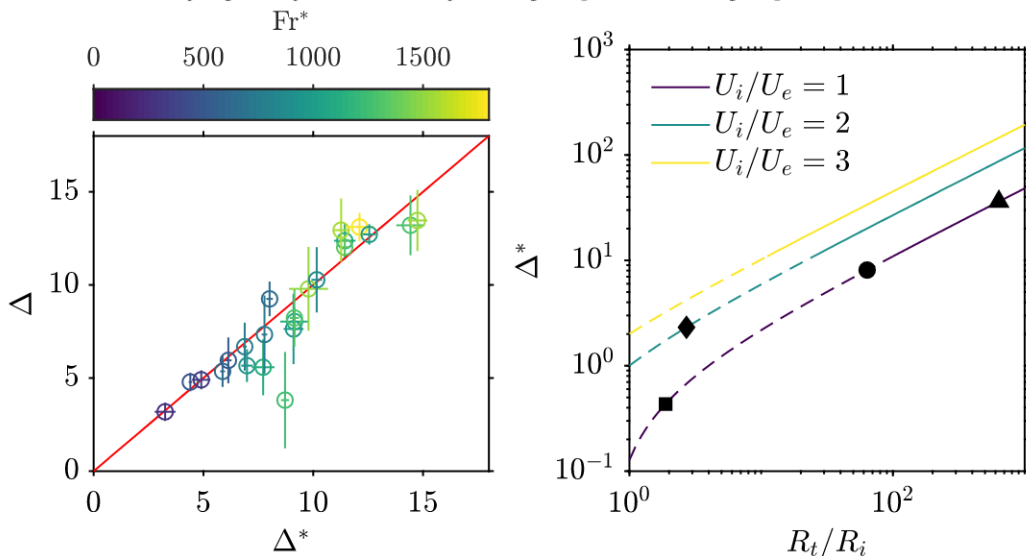 Fr*
0 500 1000 1500
Δ
15
10
5
0
0 5 10 15
Δ*
Δ*
10³
10²
10¹
10⁰
10⁻¹
U_i/U_e = 1
U_i/U_e = 2
U_i/U_e = 3
10⁰ 10²
R_t/R_i